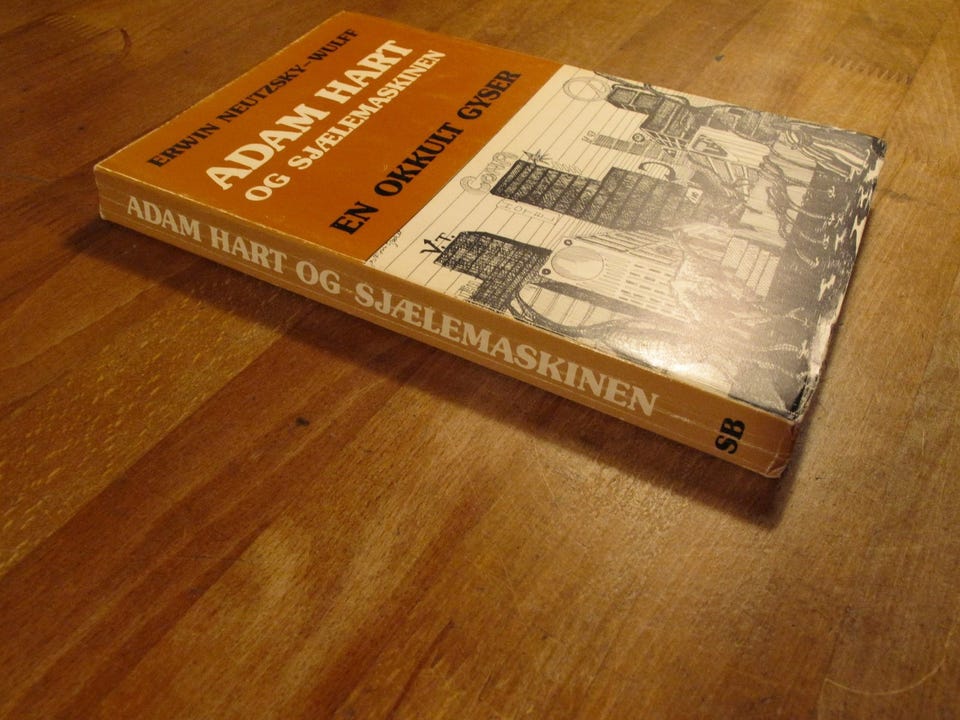 ERWIN NEUTZSKY-WULFF
ADAM HART
OG SJÆLEMASKINEN
EN OKKULT GYSER
V.T.
ADAM HART OG SJÆLEMASKINEN
SB